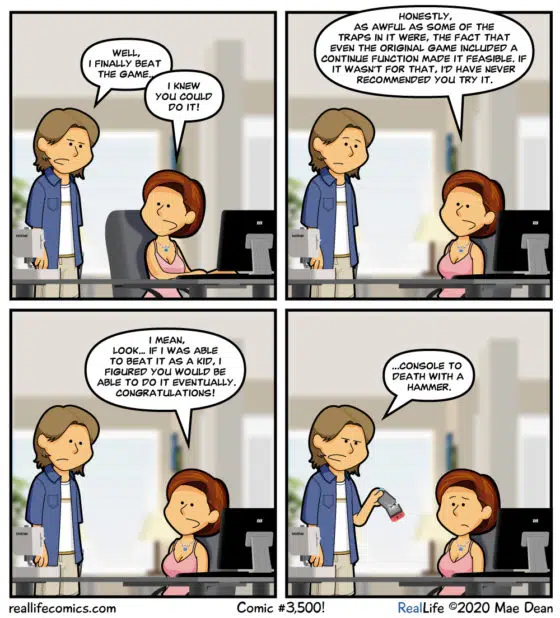 WELL,
I FINALLY BEAT
THE GAME...
I KNEW
YOU COULD
DO IT!
HONESTLY,
AS AWFUL AS SOME OF THE
TRAPS IN IT WERE, THE FACT THAT
EVEN THE ORIGINAL GAME INCLUDED A
CONTINUE FUNCTION MADE IT FEASIBLE. IF
IT WASN'T FOR THAT, I'D HAVE NEVER
RECOMMENDED YOU TRY IT.
I MEAN,
LOOK... IF I WAS ABLE
TO BEAT IT AS A KID, I
FIGURED YOU WOULD BE
ABLE TO DO IT EVENTUALLY.
CONGRATULATIONS!
...CONSOLE TO
DEATH WITH A
HAMMER.
reallifecomics.com
Comic #3,500!
RealLife ©2020 Mae Dean